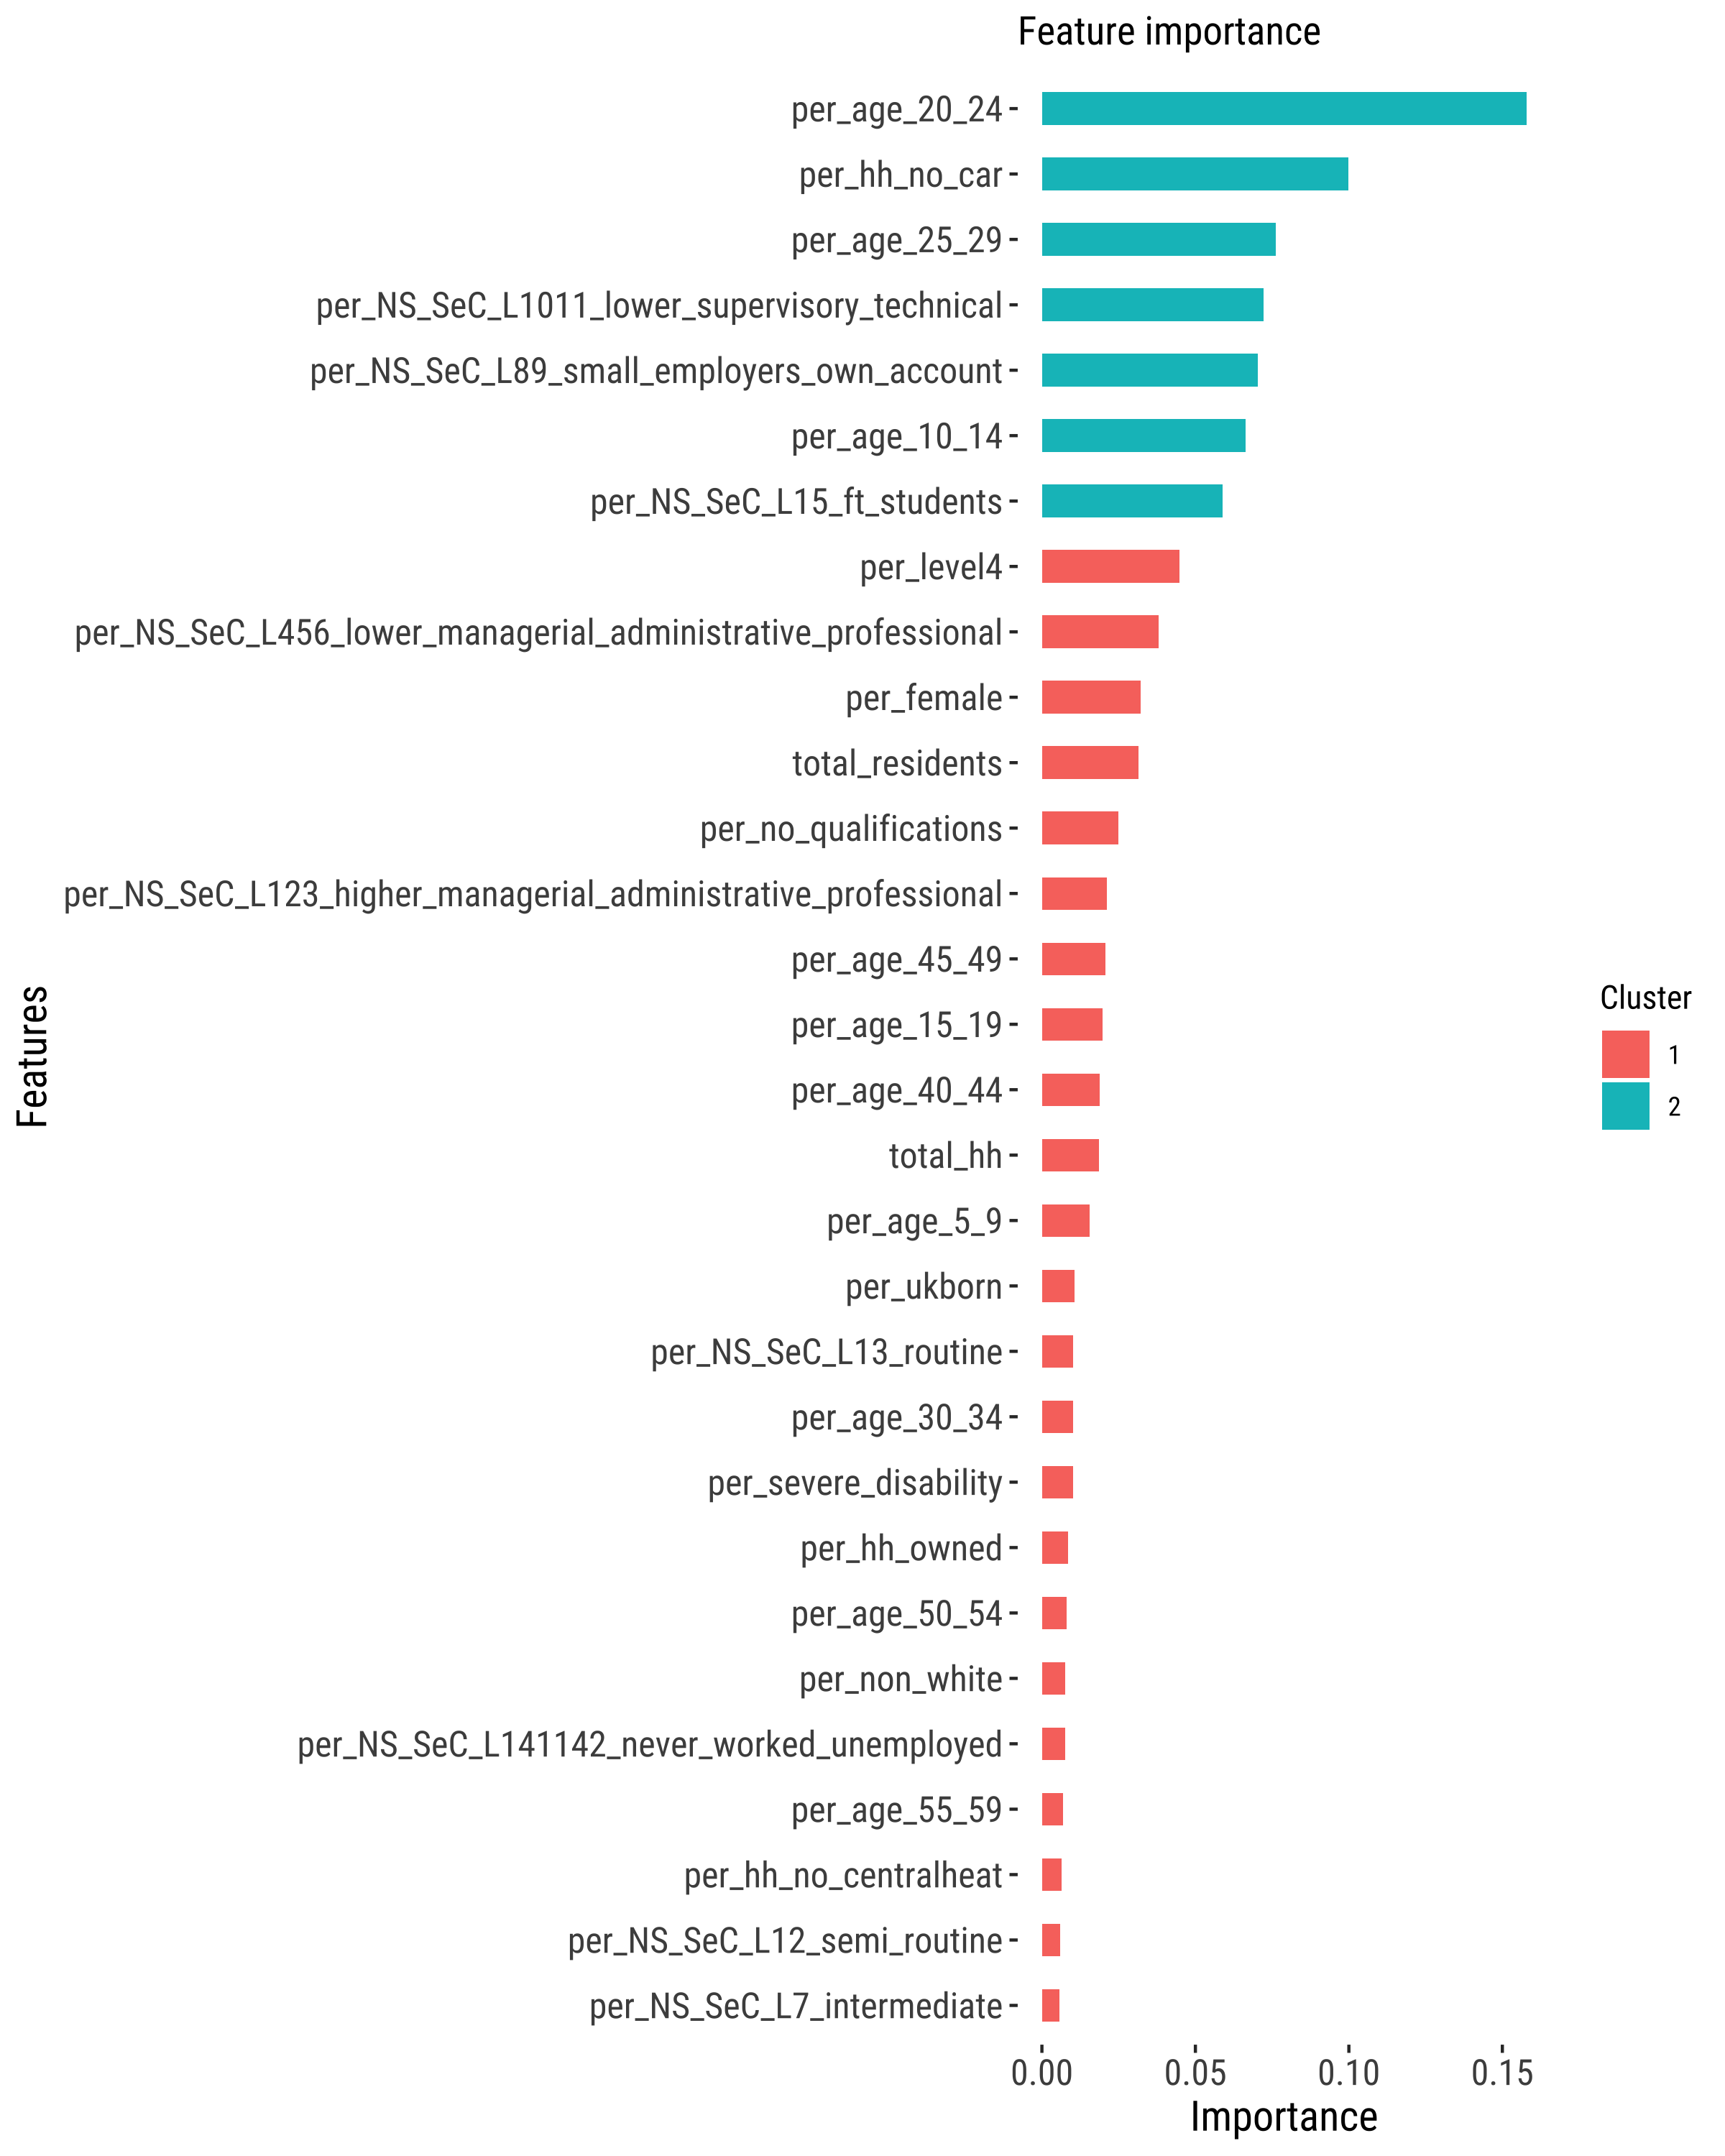 Feature importance
per_age_20_24
per_hh_no_car
per_age_25_29
per_NS_SeC_L1011_lower_supervisory_technical
per_NS_SeC_L89_small_employers_own_account
per_age_10_14
per_NS_SeC_L15_ft_students
per_level4
per_NS_SeC_L456_lower_managerial_administrative_professional
per_female
total_residents
per_no_qualifications
per_NS_SeC_L123_higher_managerial_administrative_professional
per_age_45_49
per_age_15_19
per_age_40_44
total_hh
per_age_5_9
per_ukborn
per_NS_SeC_L13_routine
per_age_30_34
per_severe_disability
per_hh_owned
per_age_50_54
per_non_white
per_NS_SeC_L141142_never_worked_unemployed
per_age_55_59
per_hh_no_centralheat
per_NS_SeC_L12_semi_routine
per_NS_SeC_L7_intermediate
Features
0.00 0.05 0.10 0.15
Importance
Cluster
1
2